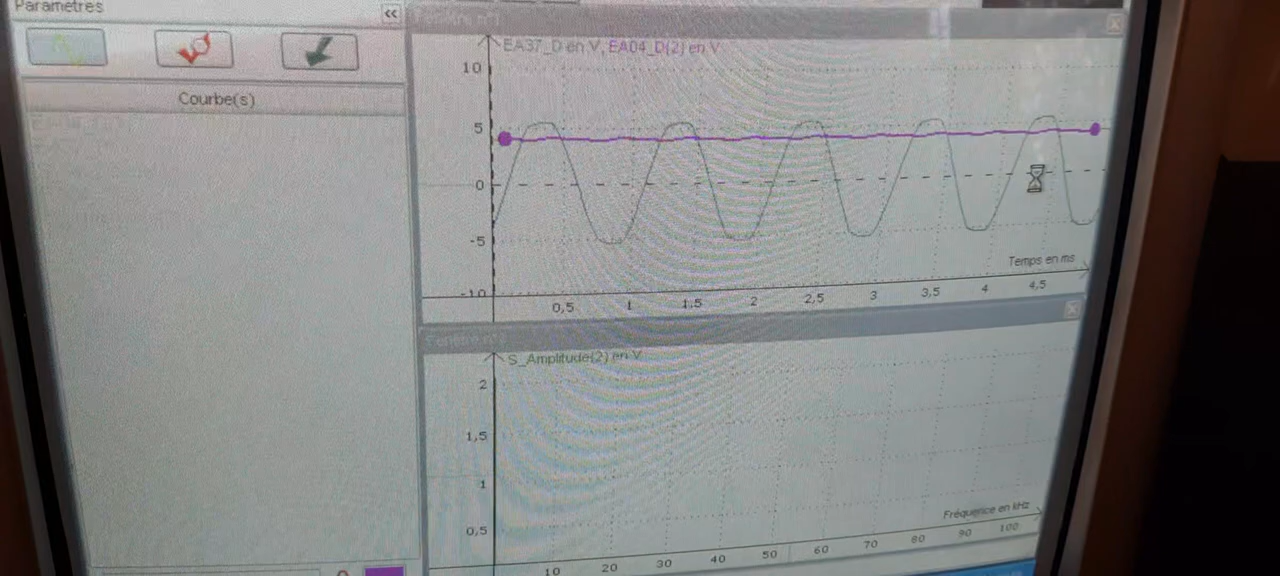 Paramètres
«
Courbe(s)
Fenêtre n°1
EA37_D en V, EA04_D(2) en V
10
5
0
-5
-10
Temps en ms
0,5 1 1,5 2 2,5 3 3,5 4 4,5
S_Amplitude(2) en V
2
1,5
1
0,5
Fréquence en kHz
10 20 30 40 50 60 70 80 90 100